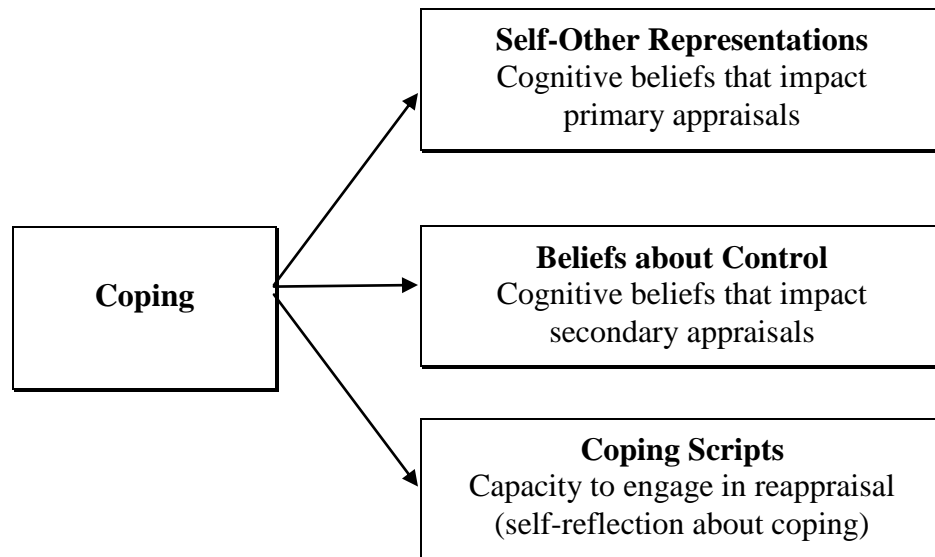 Self-Other Representations
Cognitive beliefs that impact
primary appraisals
Coping
Beliefs about Control
Cognitive beliefs that impact
secondary appraisals
Coping Scripts
Capacity to engage in reappraisal
(self-reflection about coping)